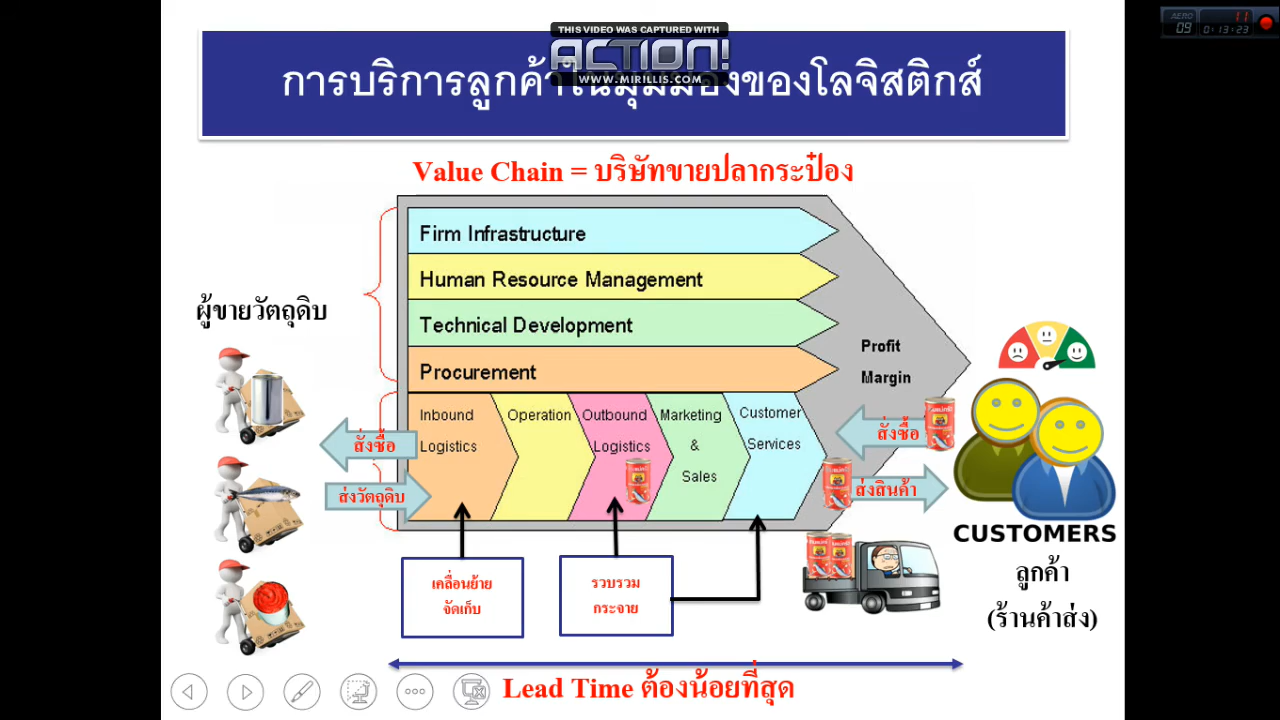 THIS VIDEO WAS CAPTURED WITH
ACTION!
WWW.MIRILLIS.COM
AERO
09
11
0:13:23
การบริการลูกค้าในมุมมองของโลจิสติกส์
Value Chain = บริษัทขายปลากระป๋อง
Firm Infrastructure
Human Resource Management
Technical Development
Procurement
Profit
Margin
ผู้ขายวัตถุดิบ
Inbound
Logistics
Operation
Outbound
Logistics
Marketing
&
Sales
Customer
Services
สั่งซื้อ
ส่งวัตถุดิบ
สั่งซื้อ
ส่งสินค้า
CUSTOMERS
ลูกค้า
(ร้านค้าส่ง)
เคลื่อนย้าย
จัดเก็บ
รวบรวม
กระจาย
Lead Time ต้องน้อยที่สุด